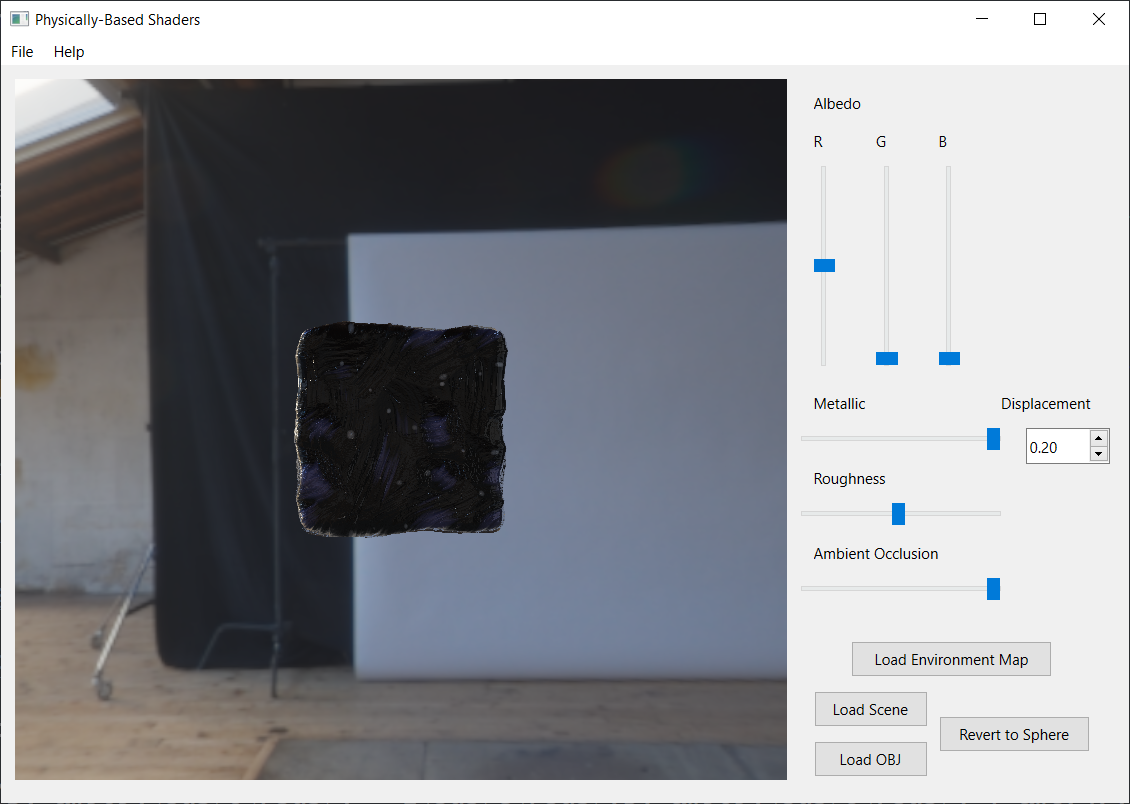 Physically-Based Shaders
File Help
Albedo
R G B
Metallic Displacement
0.20
Roughness
Ambient Occlusion
Load Environment Map
Load Scene
Revert to Sphere
Load OBJ